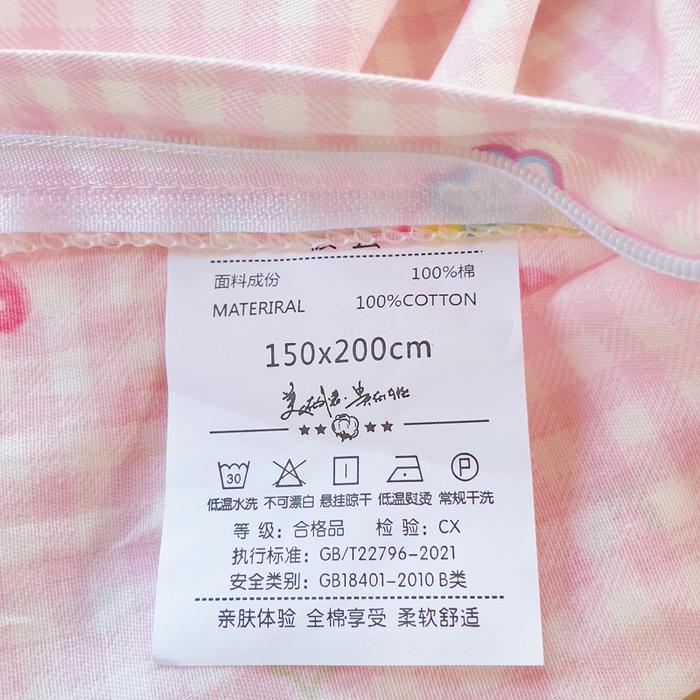 面料成份 100%棉
MATERIRAL 100%COTTON
150x200cm
30 P
低温水洗 不可漂白 悬挂晾干 低温熨烫 常规干洗
等 级：合格品 检 验：CX
执行标准：GB/T22796-2021
安全类别：GB18401-2010 B类
亲肤体验 全棉享受 柔软舒适